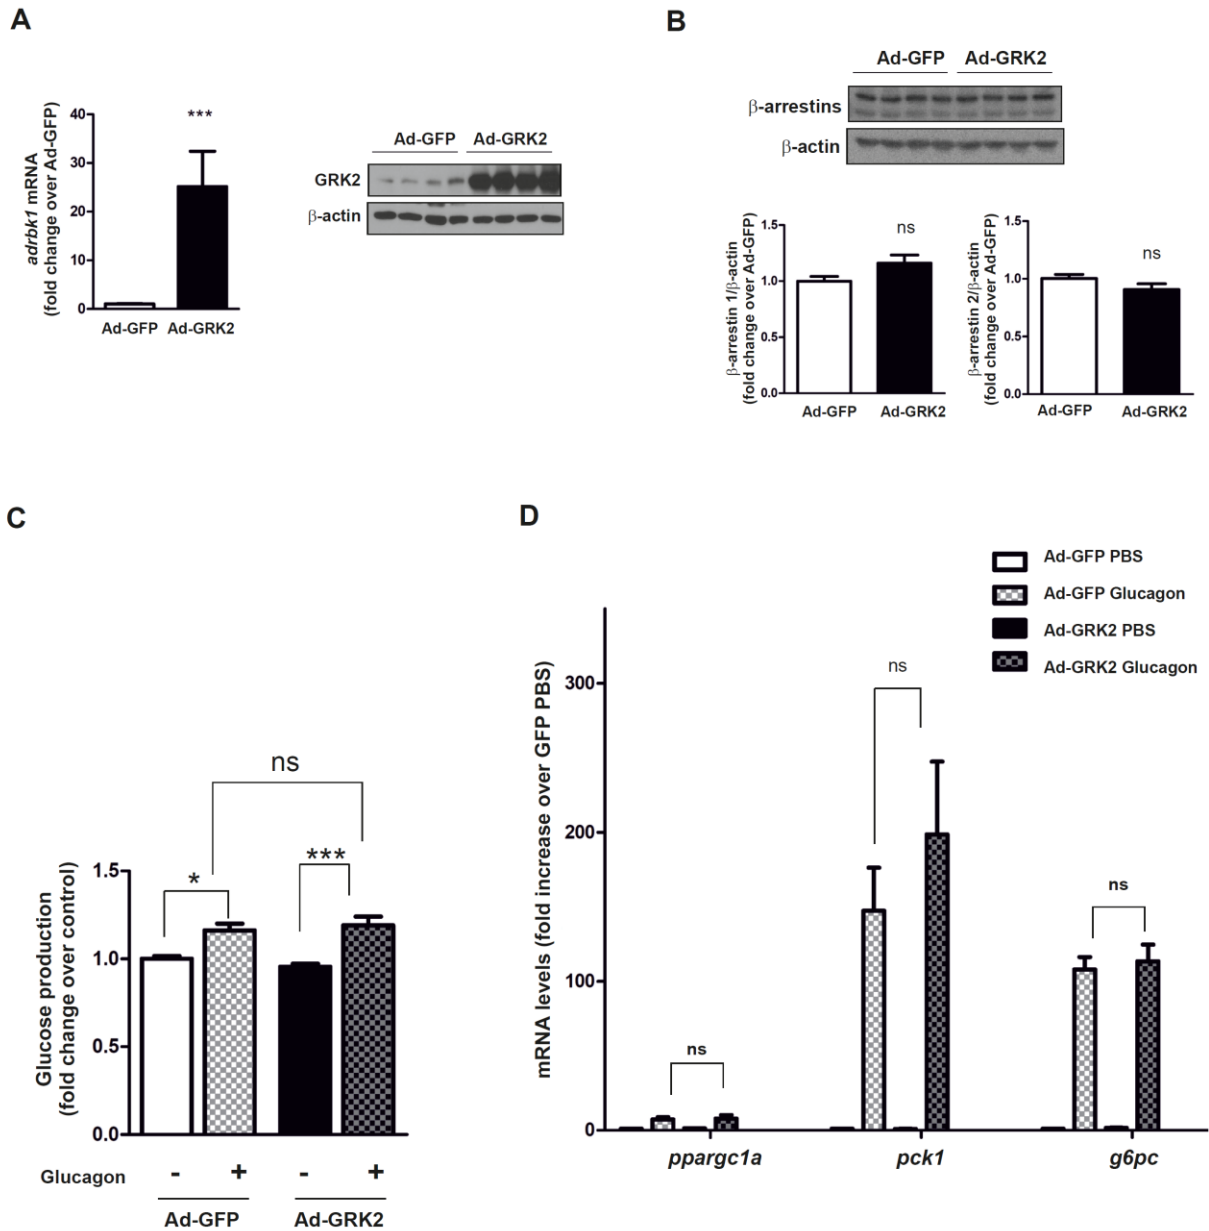 A
adrbk1 mRNA
(fold change over Ad-GFP)
40
30
20
10
0
***
Ad-GFP
Ad-GRK2
Ad-GFP Ad-GRK2
GRK2
β-actin
B
Ad-GFP Ad-GRK2
β-arrestins
β-actin
β-arrestin 1/β-actin
(fold change over Ad-GFP)
1.5
1.0
0.5
0.0
ns
Ad-GFP
Ad-GRK2
β-arrestin 2/β-actin
(fold change over Ad-GFP)
1.5
1.0
0.5
0.0
ns
Ad-GFP
Ad-GRK2
C
Glucose production
(fold change over control)
1.5
1.0
0.5
0.0
ns
*
***
Glucagon - + - +
Ad-GFP Ad-GRK2
D
Ad-GFP PBS
Ad-GFP Glucagon
Ad-GRK2 PBS
Ad-GRK2 Glucagon
mRNA levels (fold increase over GFP PBS)
300
200
100
0
ns
ns
ns
ppargc1a
pck1
g6pc